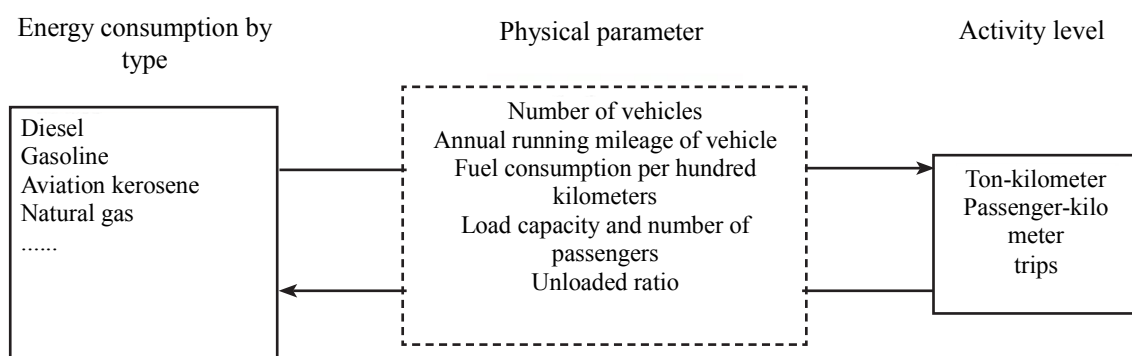 Energy consumption by
type
Physical parameter
Activity level
Diesel
Gasoline
Aviation kerosene
Natural gas
......
Number of vehicles
Annual running mileage of vehicle
Fuel consumption per hundred
kilometers
Load capacity and number of
passengers
Unloaded ratio
Ton-kilometer
Passenger-kilo
meter
trips